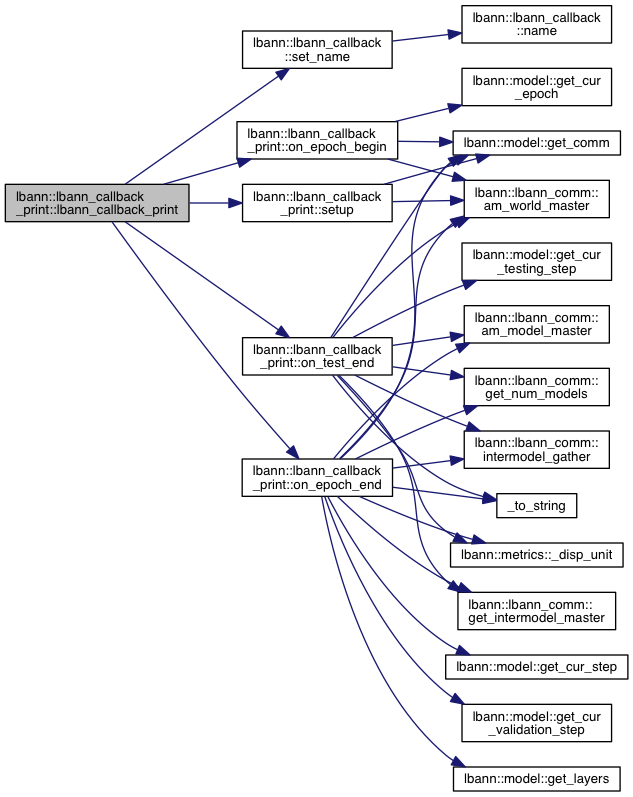 lbann::lbann_callback
_print::lbann_callback_print
lbann::lbann_callback
::set_name
lbann::lbann_callback
::name
lbann::lbann_callback
_print::on_epoch_begin
lbann::model::get_cur
_epoch
lbann::model::get_comm
lbann::lbann_comm::
am_world_master
lbann::lbann_callback
_print::setup
lbann::lbann_callback
_print::on_test_end
lbann::model::get_cur
_testing_step
lbann::lbann_comm::
am_model_master
lbann::lbann_comm::
get_num_models
lbann::lbann_comm::
intermodel_gather
lbann::lbann_callback
_print::on_epoch_end
_to_string
lbann::metrics::_disp_unit
lbann::lbann_comm::
get_intermodel_master
lbann::model::get_cur_step
lbann::model::get_cur
_validation_step
lbann::model::get_layers